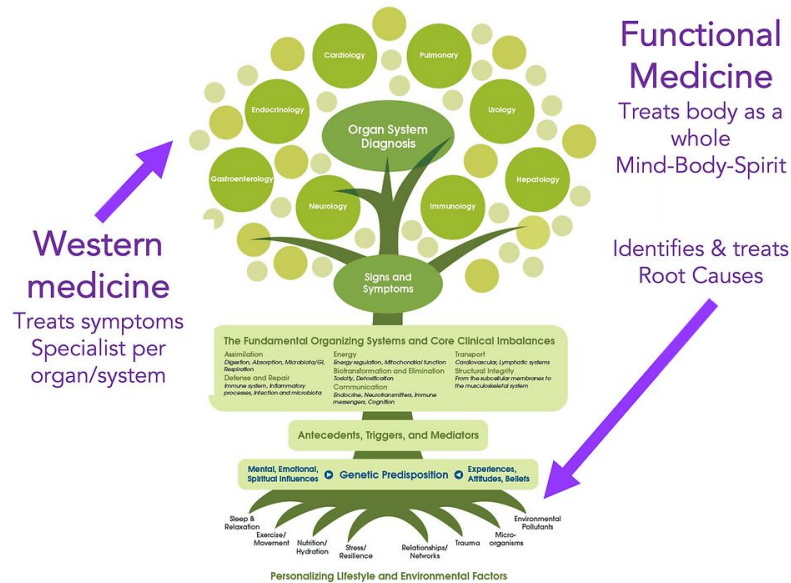 Functional
Medicine
Treats body as a
whole
Mind-Body-Spirit
Identifies & treats
Root Causes
Western
medicine
Treats symptoms
Specialist per
organ/system
Cardiology
Pulmonary
Endocrinology
Urology
Organ System
Diagnosis
Gastroenterology
Hepatology
Neurology
Immunology
Signs and
Symptoms
The Fundamental Organizing Systems and Core Clinical Imbalances
Assimilation
Digestion, Absorption, Microbiota/GI,
Respiration
Defense and Repair
Immune system, Inflammatory
processes, Infection and microbiota
Energy
Energy regulation, Mitochondrial function
Biotransformation and Elimination
Toxicity, Detoxification
Communication
Endocrine, Neurotransmitters, Immune
messengers, Cognition
Transport
Cardiovascular, Lymphatic systems
Structural Integrity
From the subcellular membranes to
the musculoskeletal system
Antecedents, Triggers, and Mediators
Mental, Emotional,
Spiritual Influences
Genetic Predisposition
Experiences,
Attitudes, Beliefs
Sleep &
Relaxation
Exercise/
Movement
Nutrition/
Hydration
Stress/
Resilience
Relationships/
Networks
Trauma
Micro-
organisms
Environmental
Pollutants
Personalizing Lifestyle and Environmental Factors